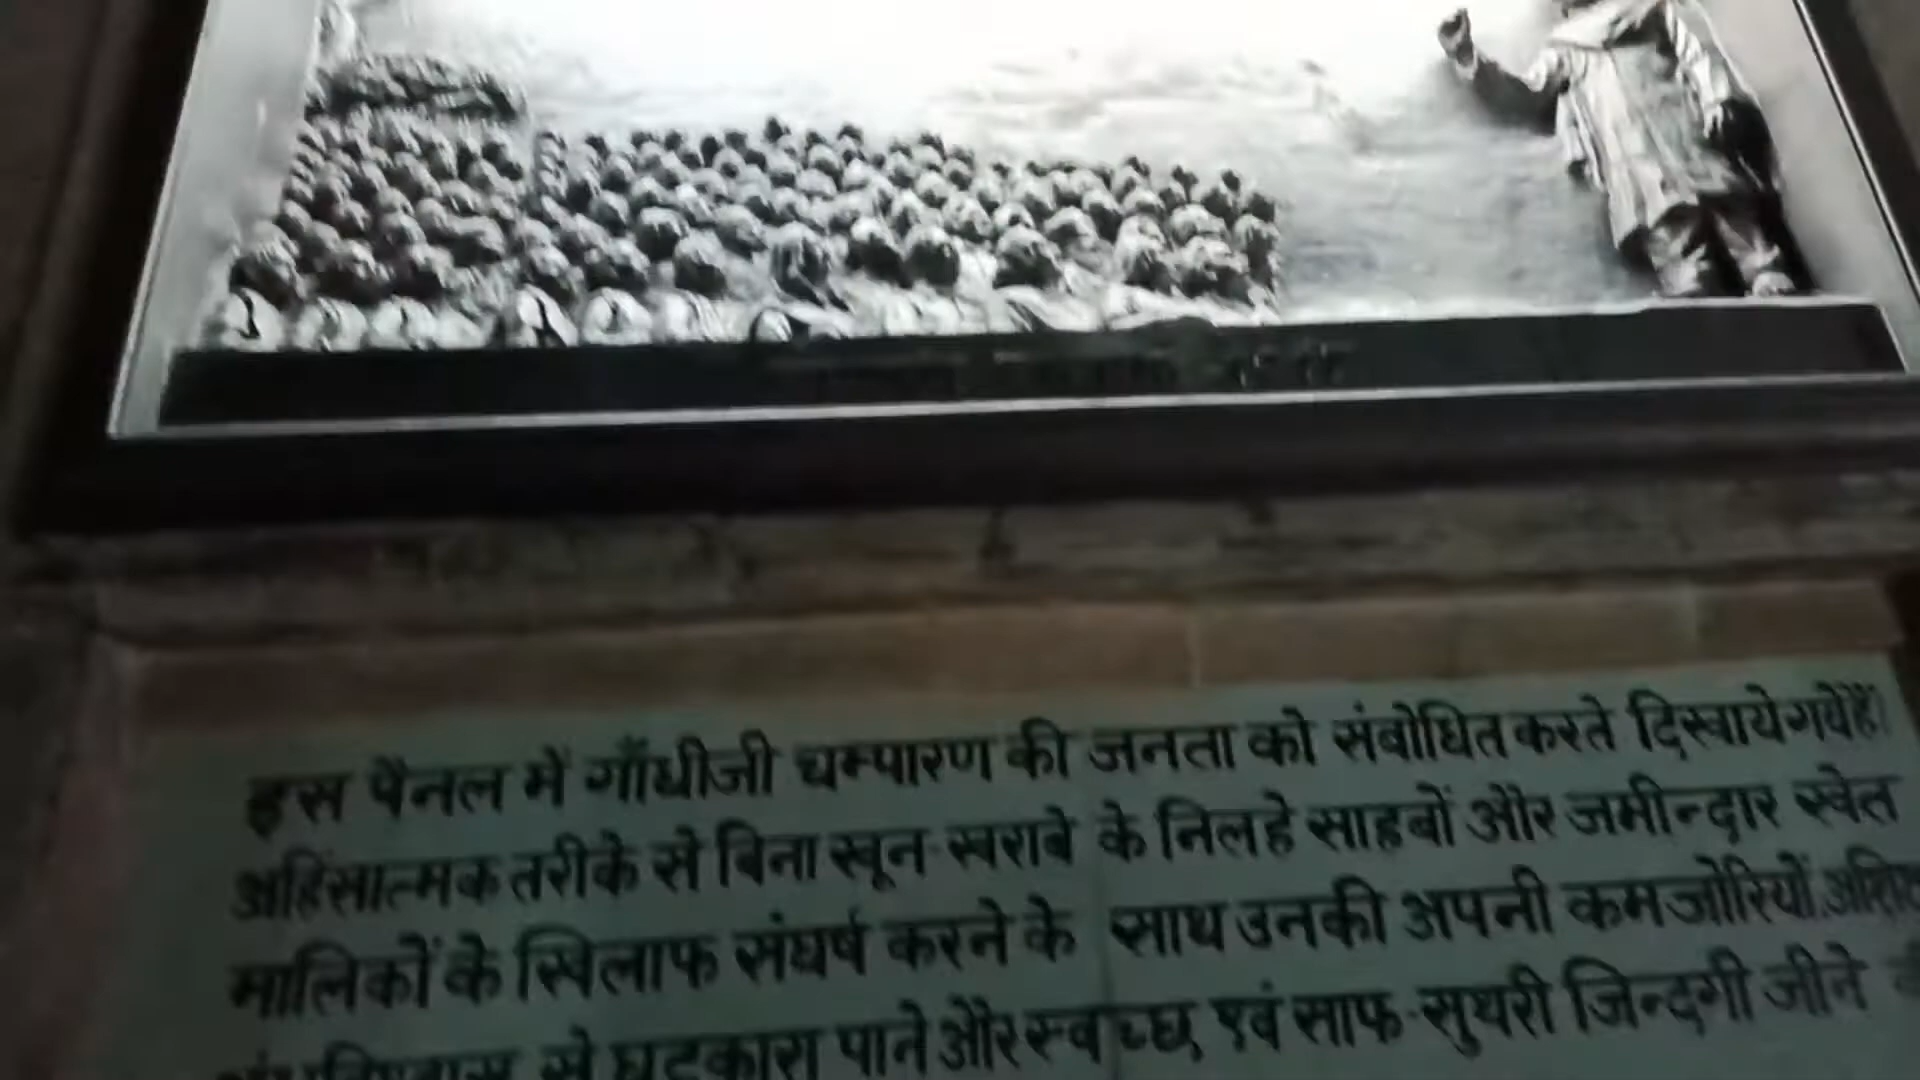 इस पैनल में गाँधीजी चम्पारण की जनता को संबोधित करते दिखाये गये हैं।
अहिंसात्मक तरीके से बिना खून-खराबे के निलहे साहबों और जमीन्दार खेत
मालिकों के खिलाफ संघर्ष करने के साथ उनकी अपनी कमजोरियों,
से घुटकारा पाने और स्वच्छ एवं साफ-सुथरी जिन्दगी जीने